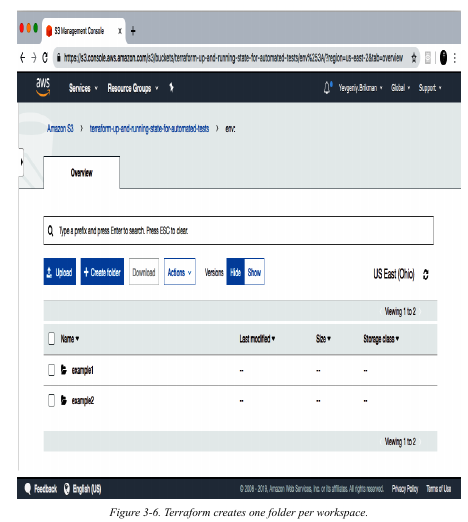 S3 Management Console x +
https://s3.console.aws.amazon.com/s3/buckets/terraform-up-and-running-state-for-automated-tests/env%253A/?region=us-east-2&tab=overview
aws Services Resource Groups Yevgeniy.Brikman Global Support
Amazon S3 > terraform-up-and-running-state-for-automated-tests > env:
Overview
Type a prefix and press Enter to search. Press ESC to clear.
Upload + Create folder Download Actions Versions Hide Show US East (Ohio)
Viewing 1 to 2
Name Last modified Size Storage class
example1 -- -- --
example2 -- -- --
Viewing 1 to 2
Feedback English (US) © 2008 - 2019, Amazon Web Services, Inc. or its affiliates. All rights reserved. Privacy Policy Terms of Use
Figure 3-6. Terraform creates one folder per workspace.